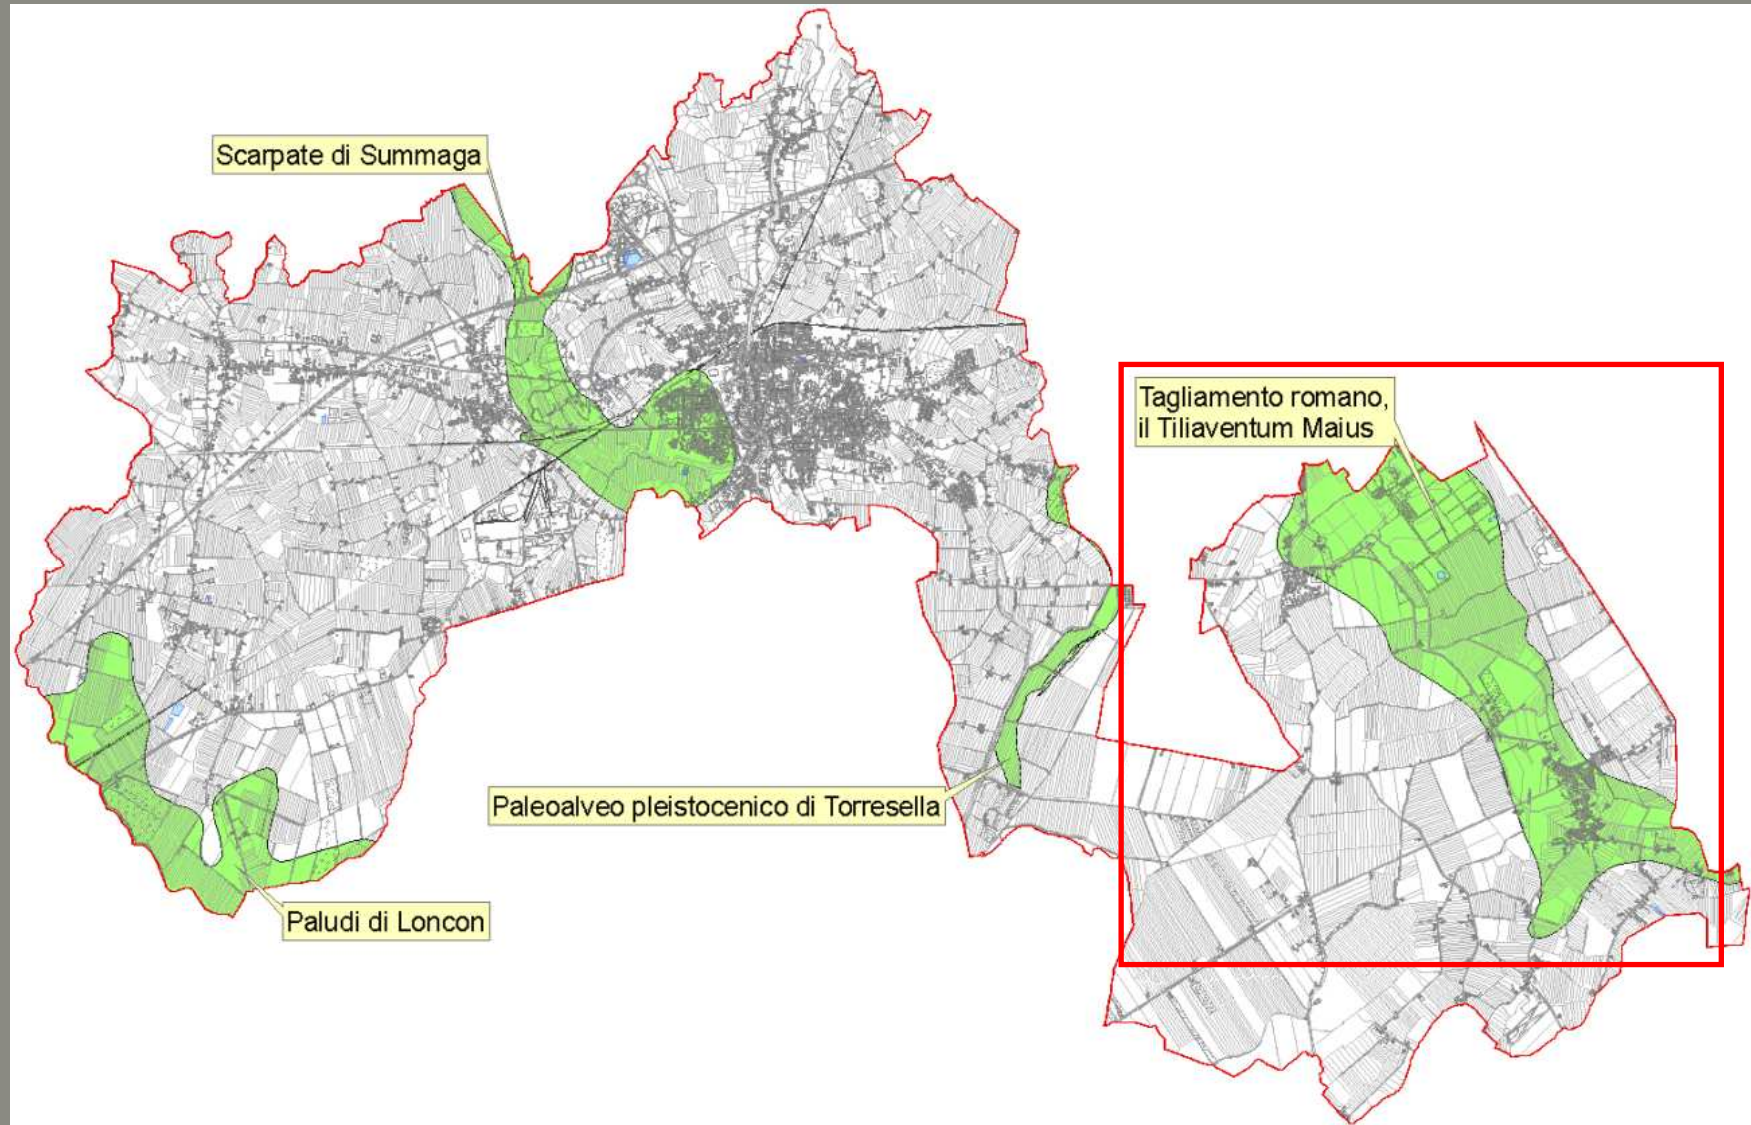 Scarpate di Summaga
Tagliamento romano,
il Tiliaventum Maius
Paleoalveo pleistocenico di Torresella
Paludi di Loncon